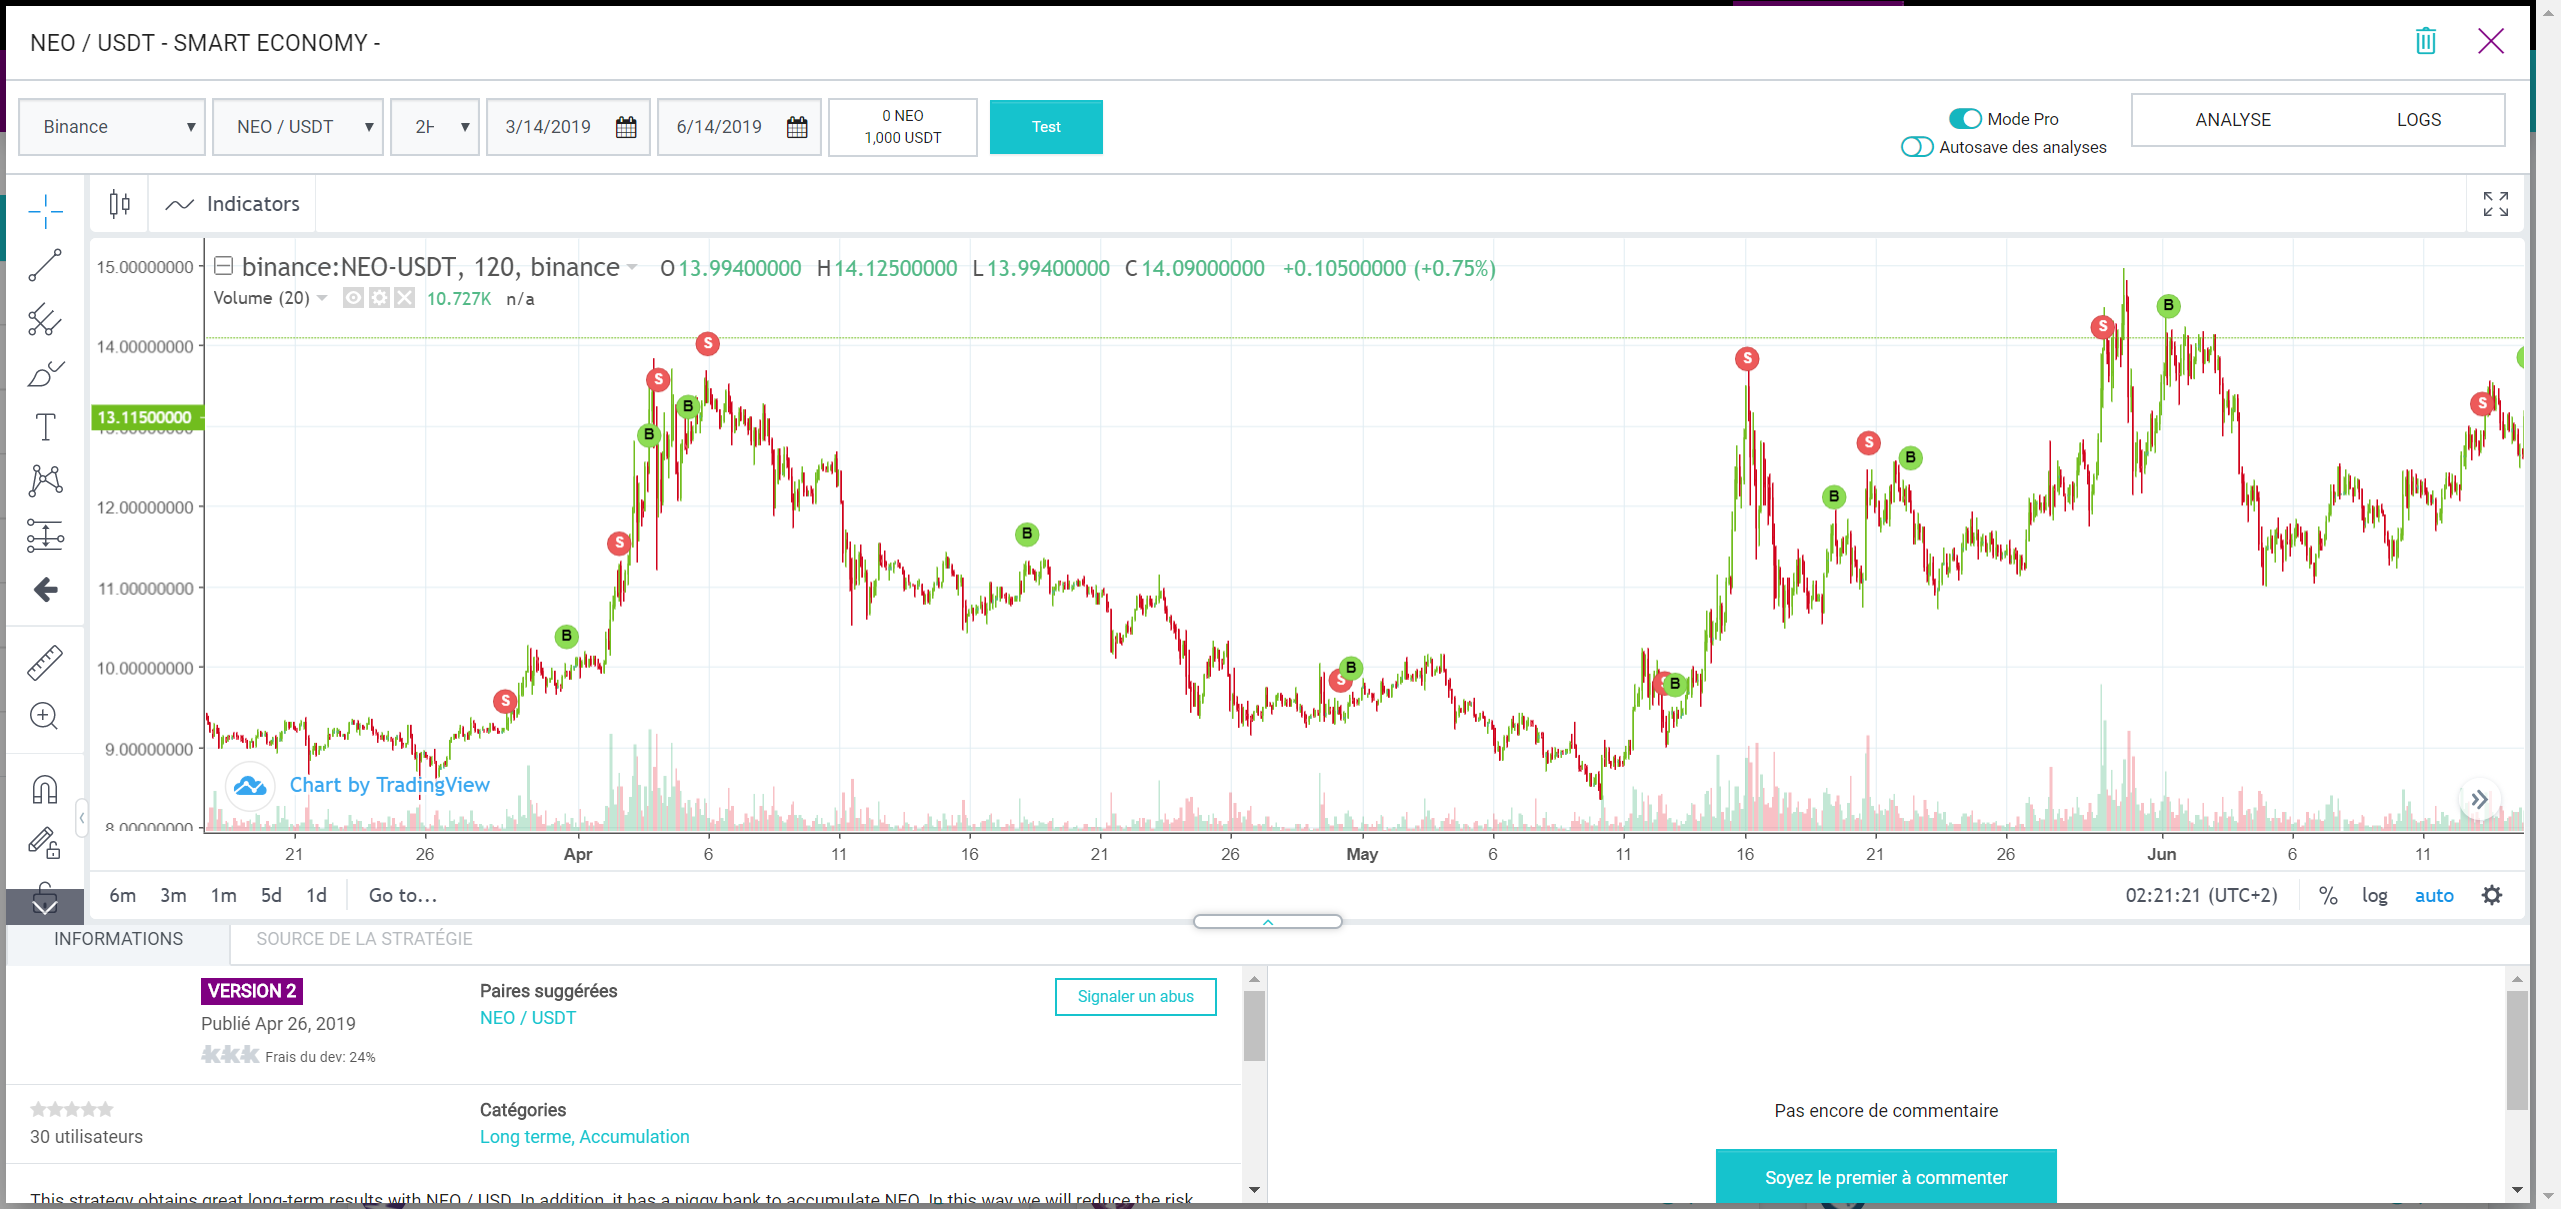 NEO / USDT - SMART ECONOMY -
Binance
NEO / USDT
2H
3/14/2019
6/14/2019
0 NEO
1,000 USDT
Test
Mode Pro
Autosave des analyses
ANALYSE
LOGS
Indicators
binance:NEO-USDT, 120, binance O 13.99400000 H 14.12500000 L 13.99400000 C 14.09000000 +0.10500000 (+0.75%)
Volume (20) 10.727K n/a
15.00000000
14.00000000
13.11500000
13.00000000
12.00000000
11.00000000
10.00000000
9.00000000
8.00000000
S
B
S
B
S
B
S
B
S
B
S
B
S
B
S
B
S
B
S
Chart by TradingView
21 26 Apr 6 11 16 21 26 May 6 11 16 21 26 Jun 6 11
6m 3m 1m 5d 1d Go to...
02:21:21 (UTC+2) % log auto
INFORMATIONS
SOURCE DE LA STRATÉGIE
VERSION 2
Publié Apr 26, 2019
Frais du dev: 24%
Paires suggérées
NEO / USDT
Signaler un abus
30 utilisateurs
Catégories
Long terme, Accumulation
This strategy obtains great long-term results with NEO / USD. In addition, it has a piggy bank to accumulate NEO. In this way we will reduce the risk
Pas encore de commentaire
Soyez le premier à commenter